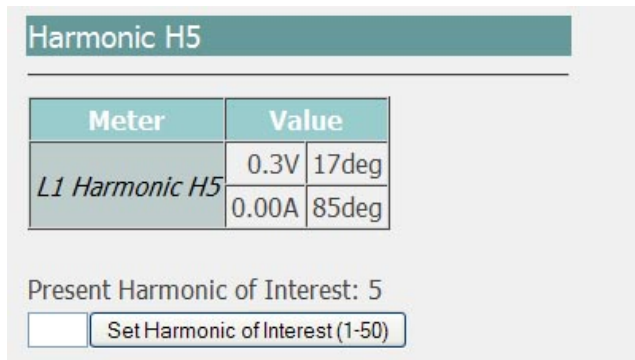 Harmonic H5
Meter Value
L1 Harmonic H5 0.3V 17deg
0.00A 85deg
Present Harmonic of Interest: 5
Set Harmonic of Interest (1-50)